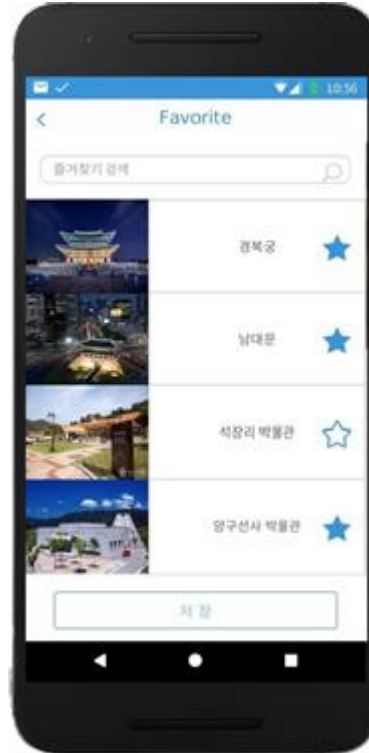 10:56
Favorite
즐겨찾기 검색
경복궁
남대문
석장리 박물관
양구선사 박물관
저 장